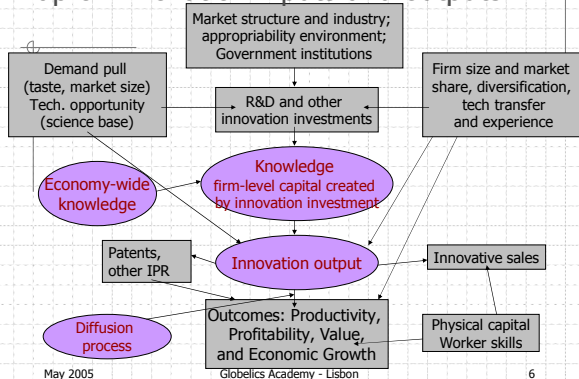 Market structure and industry;
appropriability environment;
Government institutions
Demand pull
(taste, market size)
Tech. opportunity
(science base)
R&D and other
innovation investments
Firm size and market
share, diversification,
tech transfer
and experience
Economy-wide
knowledge
Knowledge
firm-level capital created
by innovation investment
Patents,
other IPR
Innovation output
Innovative sales
Diffusion
process
Outcomes: Productivity,
Profitability, Value,
and Economic Growth
Physical capital
Worker skills
May 2005
Globelics Academy - Lisbon
6